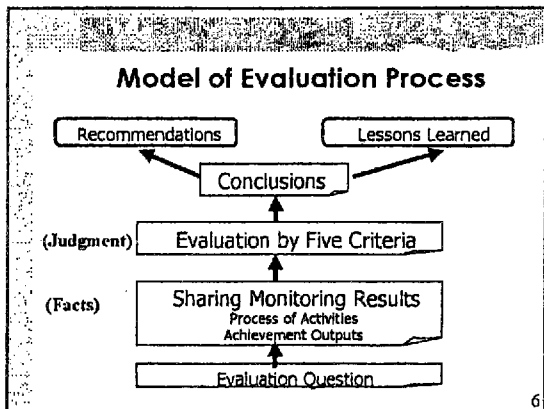 Model of Evaluation Process
Recommendations
Lessons Learned
Conclusions
(Judgment)
Evaluation by Five Criteria
(Facts)
Sharing Monitoring Results
Process of Activities
Achievement Outputs
Evaluation Question
6